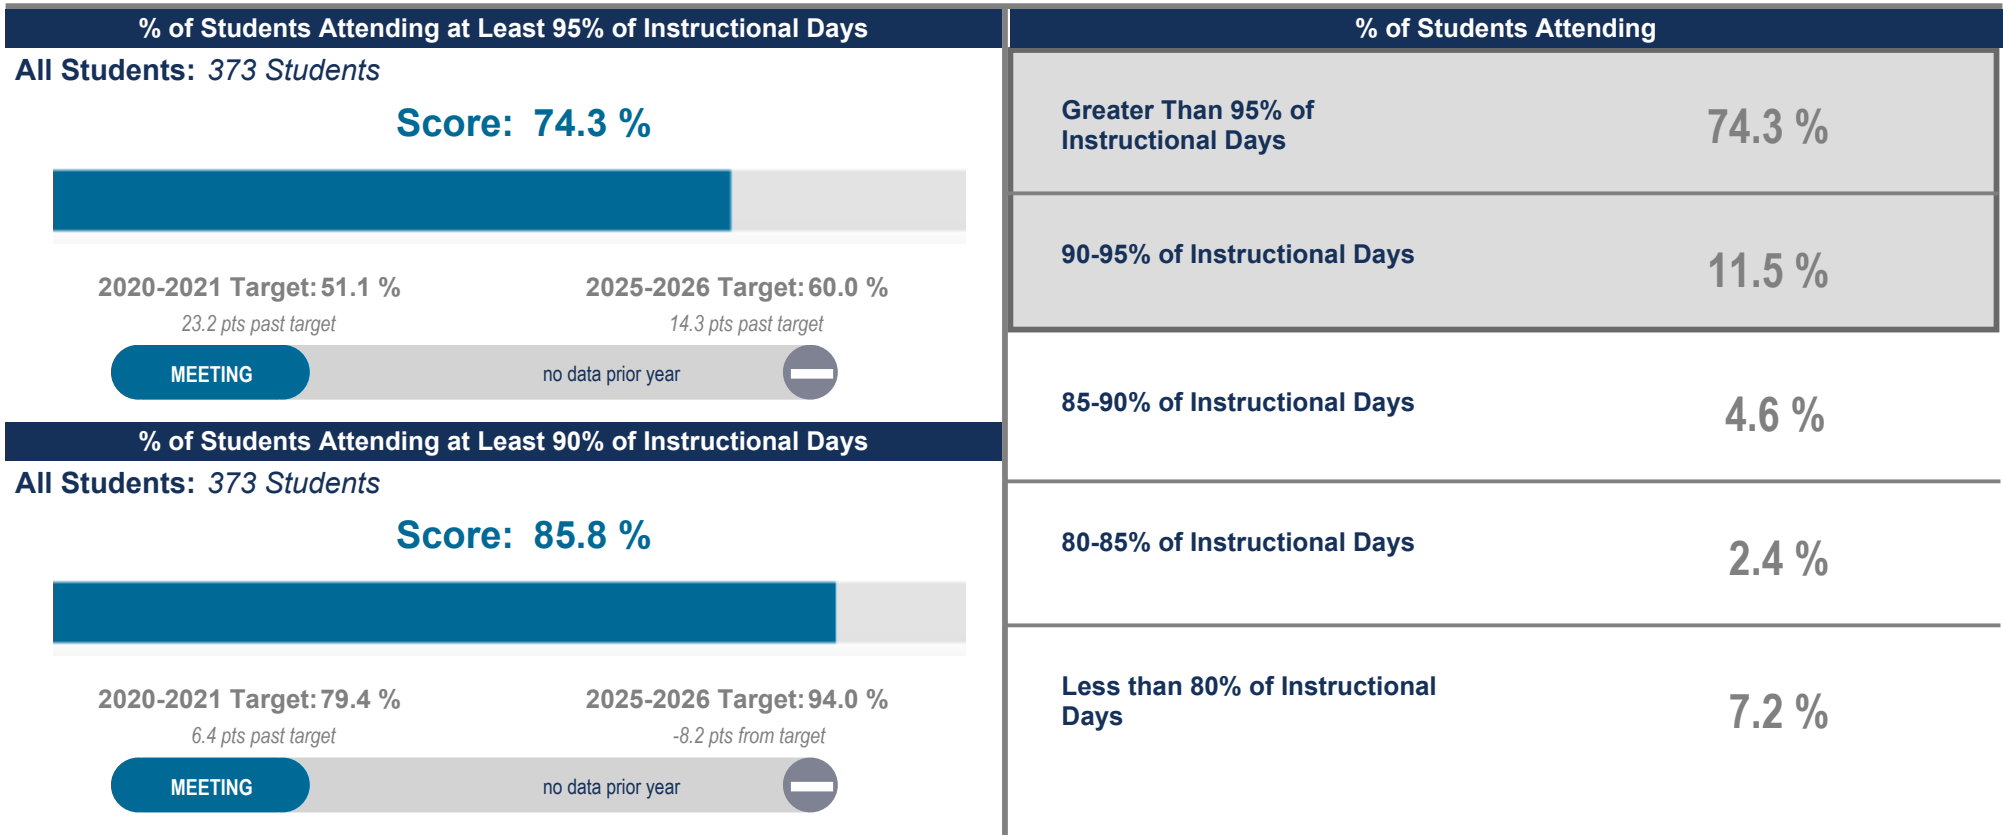 % of Students Attending at Least 95% of Instructional Days
All Students: 373 Students
Score: 74.3 %
2020-2021 Target: 51.1 %
2025-2026 Target: 60.0 %
23.2 pts past target
14.3 pts past target
MEETING
no data prior year
% of Students Attending at Least 90% of Instructional Days
All Students: 373 Students
Score: 85.8 %
2020-2021 Target: 79.4 %
2025-2026 Target: 94.0 %
6.4 pts past target
-8.2 pts from target
MEETING
no data prior year
% of Students Attending
Greater Than 95% of
Instructional Days
74.3 %
90-95% of Instructional Days
11.5 %
85-90% of Instructional Days
4.6 %
80-85% of Instructional Days
2.4 %
Less than 80% of Instructional
Days
7.2 %